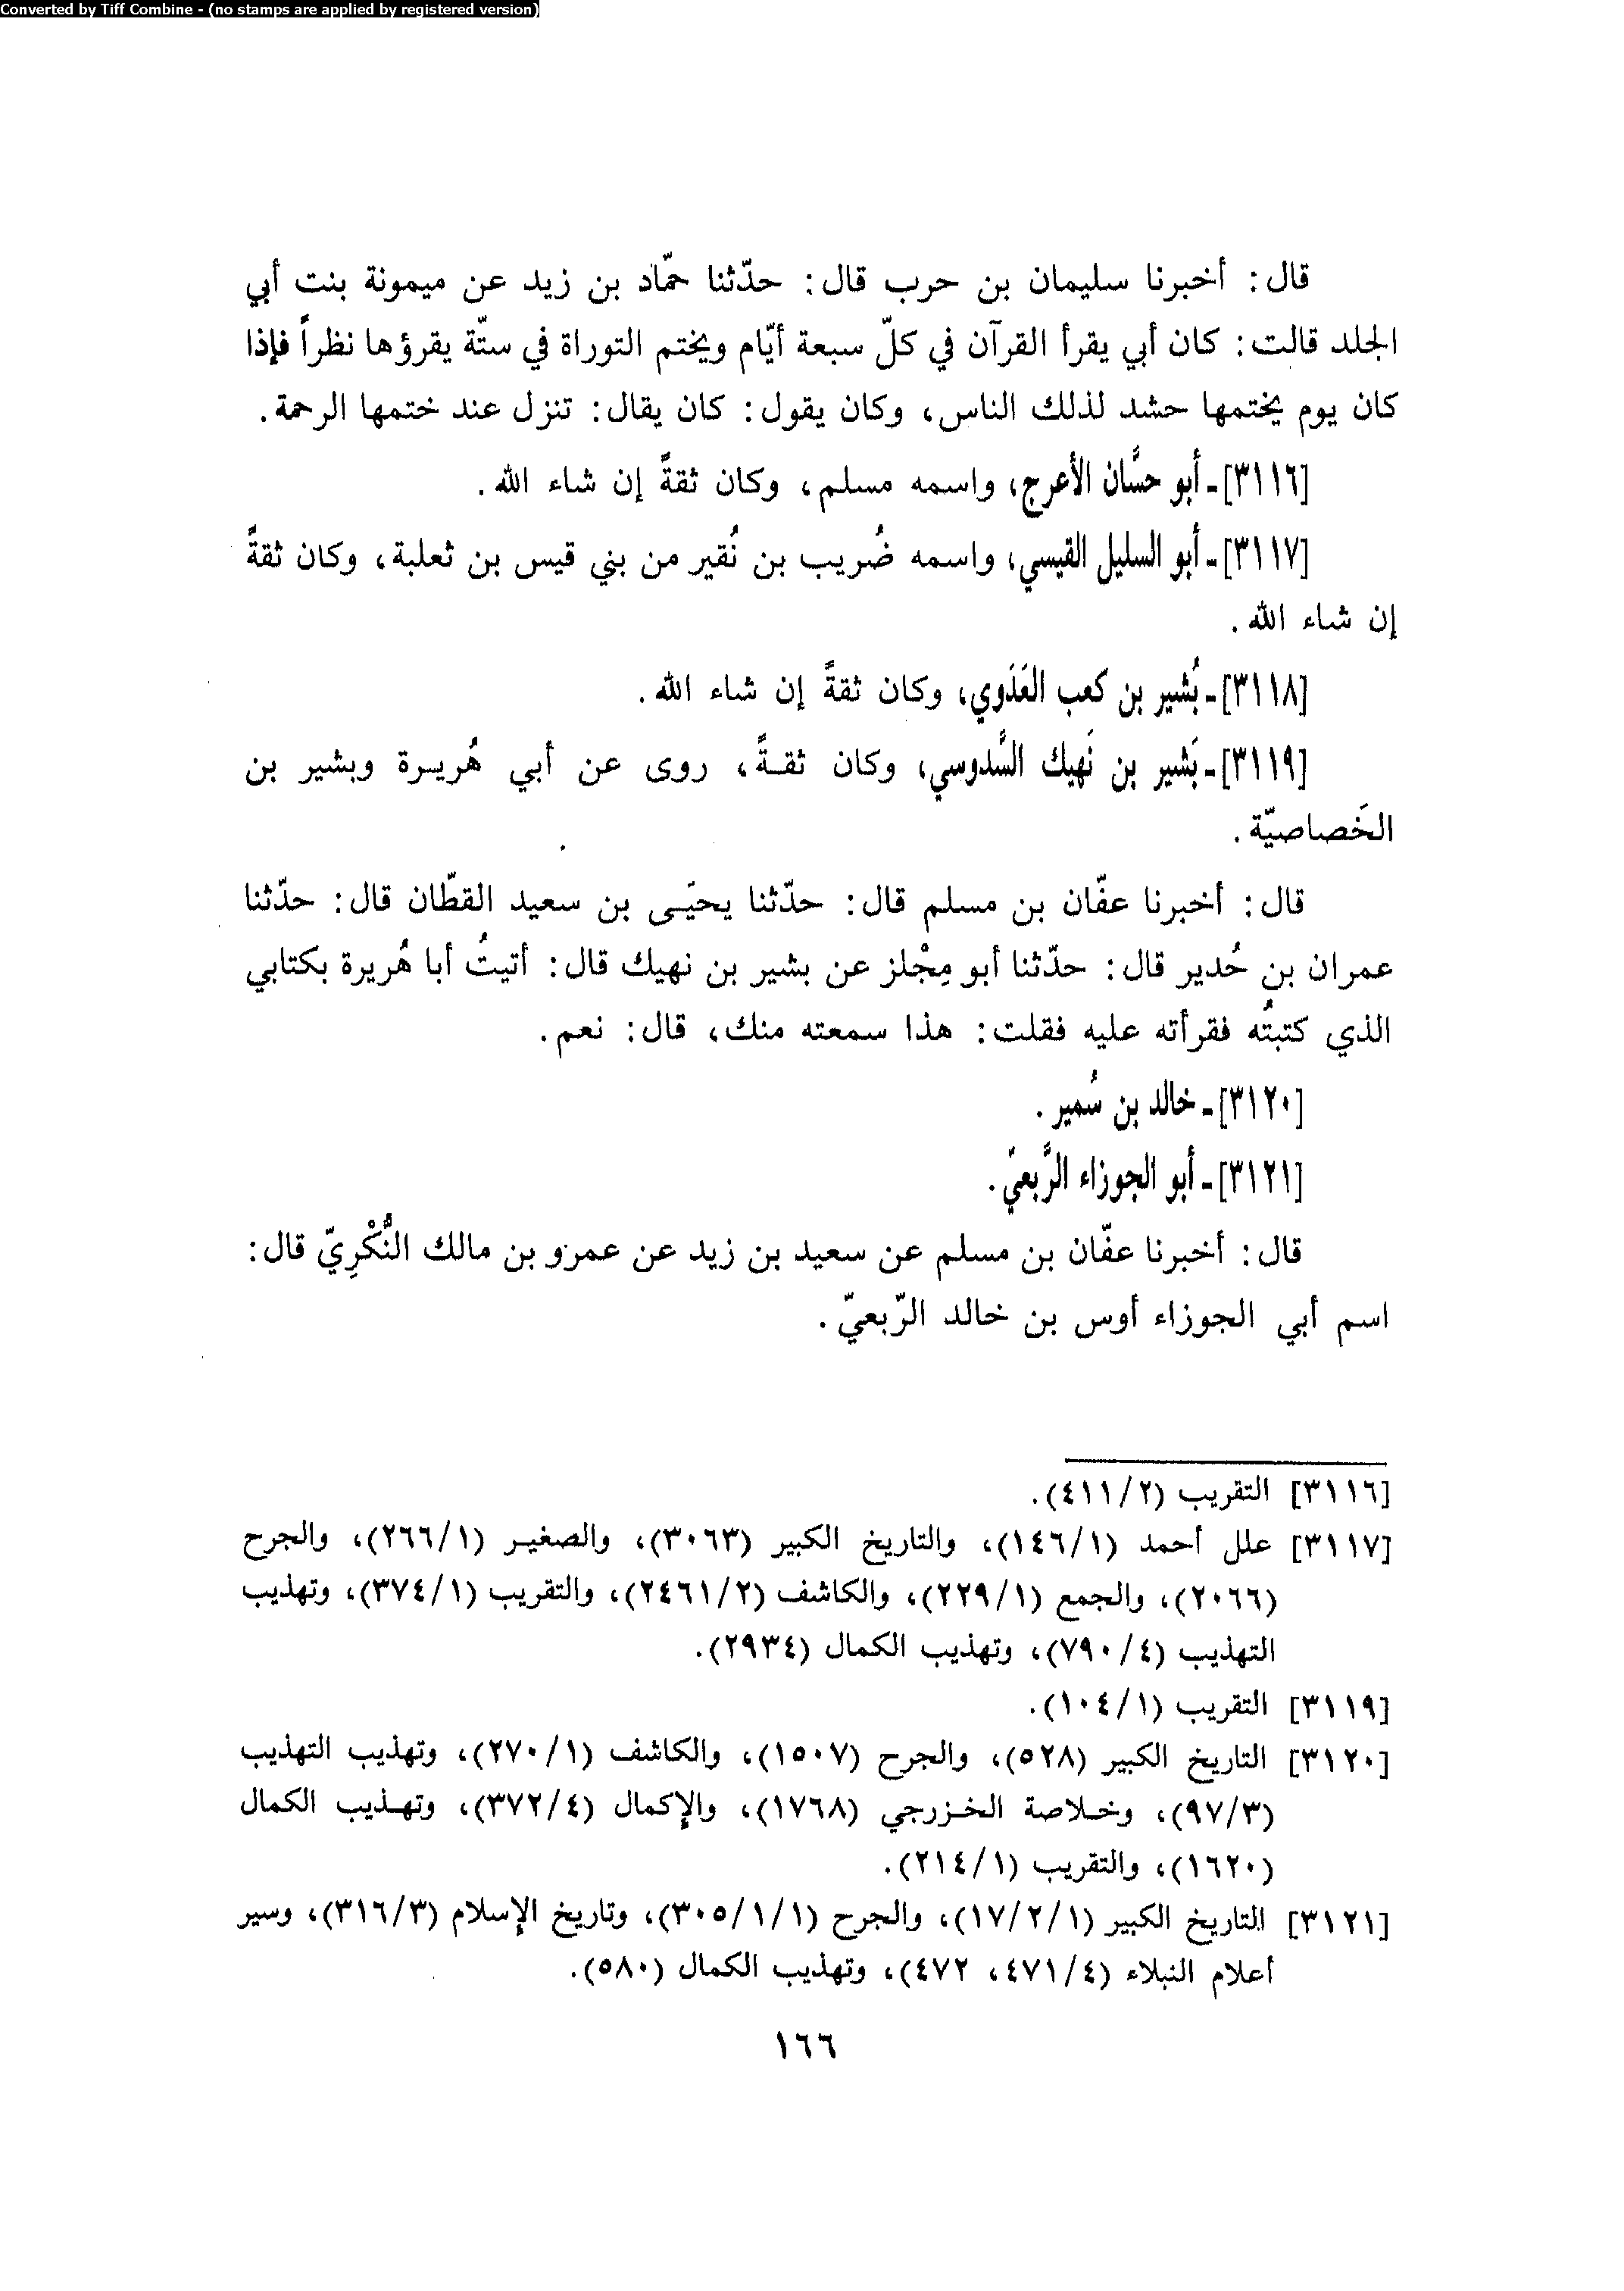 Converted by Tiff Combine - (no stamps are applied by registered version)
قال: أخبرنا سليمان بن حرب قال: حدّثنا حمّاد بن زيد عن ميمونة بنت أبي
الجلد قالت: كان أبي يقرأ القرآن في كلّ سبعة أيّام ويختم التوراة في ستّة يقرؤها نظراً فإذا
كان يوم يختمها حشد لذلك الناس، وكان يقول: كان يقال: تنزل عند ختمها الرحمة.
[٣١١٦]ـ أبو حسَّان الأعرج، واسمه مسلم، وكان ثقةً إن شاء الله.
[٣١١٧]ـ أبو السليل القيسي، واسمه ضُريب بن نُقير من بني قيس بن ثعلبة، وكان ثقةً
إن شاء الله.
[٣١١٨]ـ بُشير بن كعب العَدَوي، وكان ثقةً إن شاء الله.
[٣١١٩]ـ بَشير بن نَهيك السَّدوسي، وكان ثقـةً، روى عن أبي هُريـرة وبشير بن
الخَصاصيّة.
قال: أخبرنا عفّان بن مسلم قال: حدّثنا يحيَـى بن سعيد القطّان قال: حدّثنا
عمران بن حُدير قال: حدّثنا أبو مِجْلز عن بشير بن نهيك قال: أتيتُ أبا هُريرة بكتابي
الذي كتبتُه فقرأته عليه فقلت: هذا سمعته منك، قال: نعم.
[٣١٢٠]ـ خالد بن سُمير.
[٣١٢١]ـ أبو الجوزاء الرَّبعيّ.
قال: أخبرنا عفّان بن مسلم عن سعيد بن زيد عن عمرو بن مالك النُّكْرِيّ قال:
اسم أبي الجوزاء أوس بن خالد الرّبعيّ.
[٣١١٦] التقريب (٤١١/٢).
[٣١١٧] علل أحمد (١٤٦/١)، والتاريخ الكبير (٣٠٦٣)، والصغيـر (٢٦٦/١)، والجرح
(٢٠٦٦)، والجمع (٢٢٩/١)، والكاشف (٢٤٦١/٢)، والتقريب (٣٧٤/١)، وتهذيب
التهذيب (٧٩٠/٤)، وتهذيب الكمال (٢٩٣٤).
[٣١١٩] التقريب (١٠٤/١).
[٣١٢٠] التاريخ الكبير (٥٢٨)، والجرح (١٥٠٧)، والكاشف (٢٧٠/١)، وتهذيب التهذيب
(٩٧/٣)، وخـلاصة الخـزرجي (١٧٦٨)، والإكمال (٣٧٢/٤)، وتهـذيب الكمال
(١٦٢٠)، والتقريب (٢١٤/١).
[٣١٢١] التاريخ الكبير (١٧/٢/١)، والجرح (٣٠٥/١/١)، وتاريخ الإسلام (٣١٦/٣)، وسير
أعلام النبلاء (٤٧١/٤، ٤٧٢)، وتهذيب الكمال (٥٨٠).
١٦٦